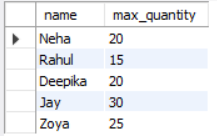 name max_quantity
Neha 20
Rahul 15
Deepika 20
Jay 30
Zoya 25